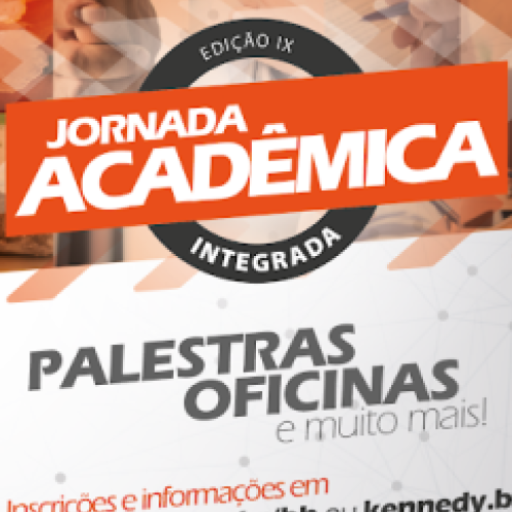 EDIÇÃO IX
JORNADA
ACADÊMICA
INTEGRADA
PALESTRAS
OFICINAS
e muito mais!
Inscrições e informações em
ou kennedy.b